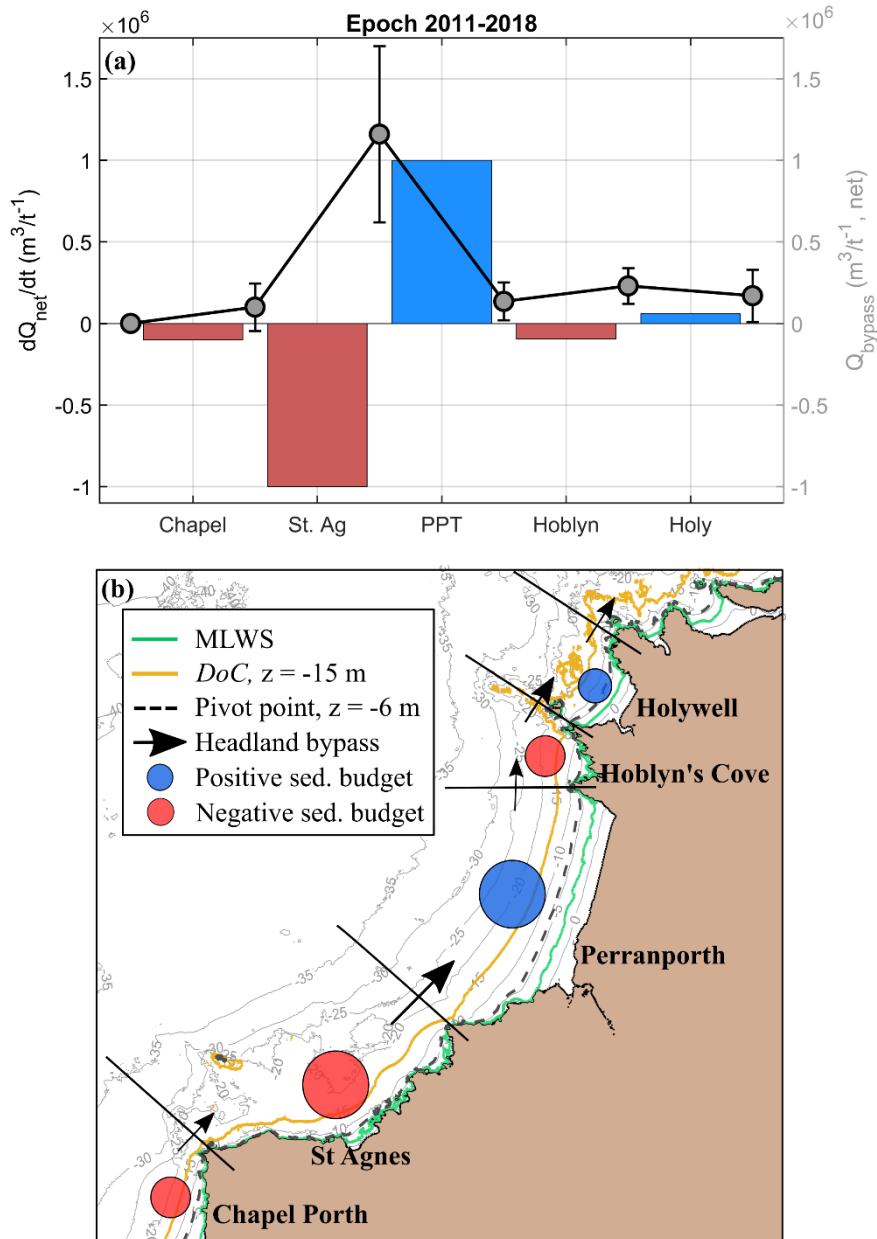 Epoch 2011-2018
×10⁶
×10⁶
(a)
1.5
1
0.5
0
-0.5
-1
dQnet/dt (m³/t⁻¹)
1.5
1
0.5
0
-0.5
-1
Qbypass (m³/t⁻¹, net)
Chapel St. Ag PPT Hoblyn Holy
(b)
MLWS
DoC, z = -15 m
Pivot point, z = -6 m
Headland bypass
Positive sed. budget
Negative sed. budget
Holywell
Hoblyn's Cove
Perranporth
St Agnes
Chapel Porth